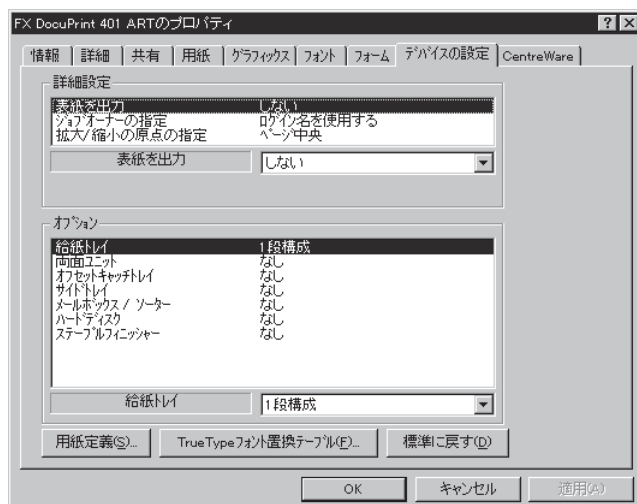 FX DocuPrint 401 ARTのプロパティ
情報 詳細 共有 用紙 グラフィックス フォント フォーム デバイスの設定 CentreWare
詳細設定
表紙を出力 しない
ジョブオーナーの指定 ログイン名を使用する
拡大/縮小の原点の指定 ページ中央
表紙を出力 しない
オプション
給紙トレイ 1段構成
両面ユニット なし
オフセットキャッチトレイ なし
サイドトレイ なし
メールボックス / ソーター なし
ハードディスク なし
ステープルフィニッシャー なし
給紙トレイ 1段構成
用紙定義(S)... TrueTypeフォント置換テーブル(F)... 標準に戻す(D)
OK キャンセル 適用(A)